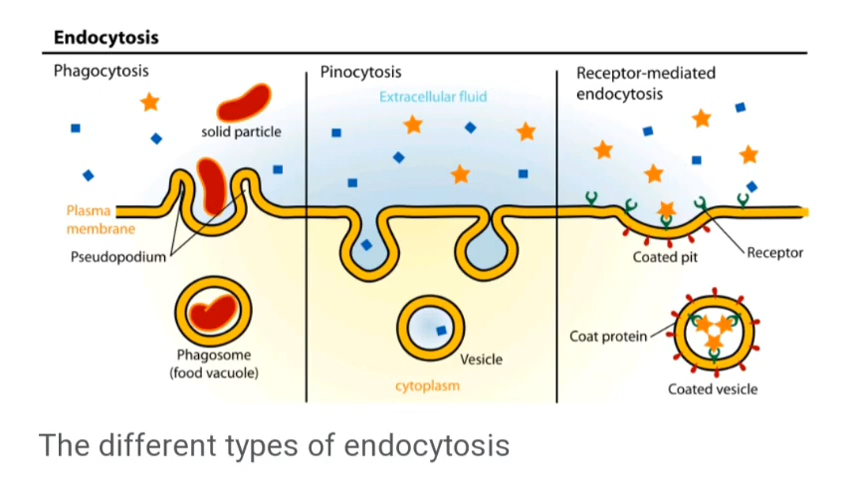 Endocytosis
Phagocytosis
solid particle
Plasma
membrane
Pseudopodium
Phagosome
(food vacuole)
Pinocytosis
Extracellular fluid
Vesicle
cytoplasm
Receptor-mediated
endocytosis
Coated pit
Receptor
Coat protein
Coated vesicle
The different types of endocytosis